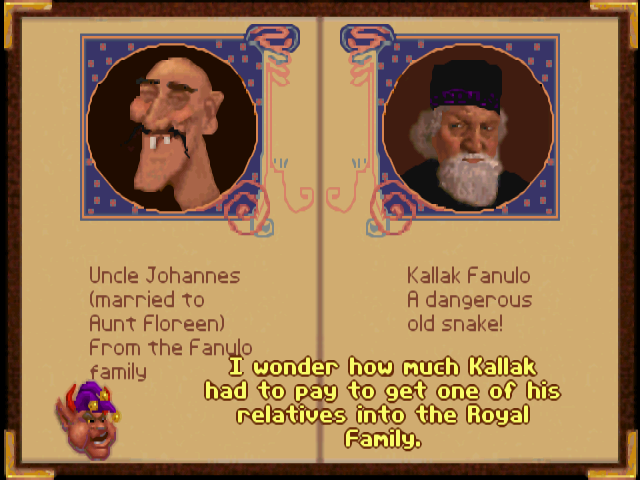 Uncle Johannes
(married to
Aunt Floreen)
From the Fanulo
family
Kallak Fanulo
A dangerous
old snake!
I wonder how much Kallak
had to pay to get one of his
relatives into the Royal
Family.